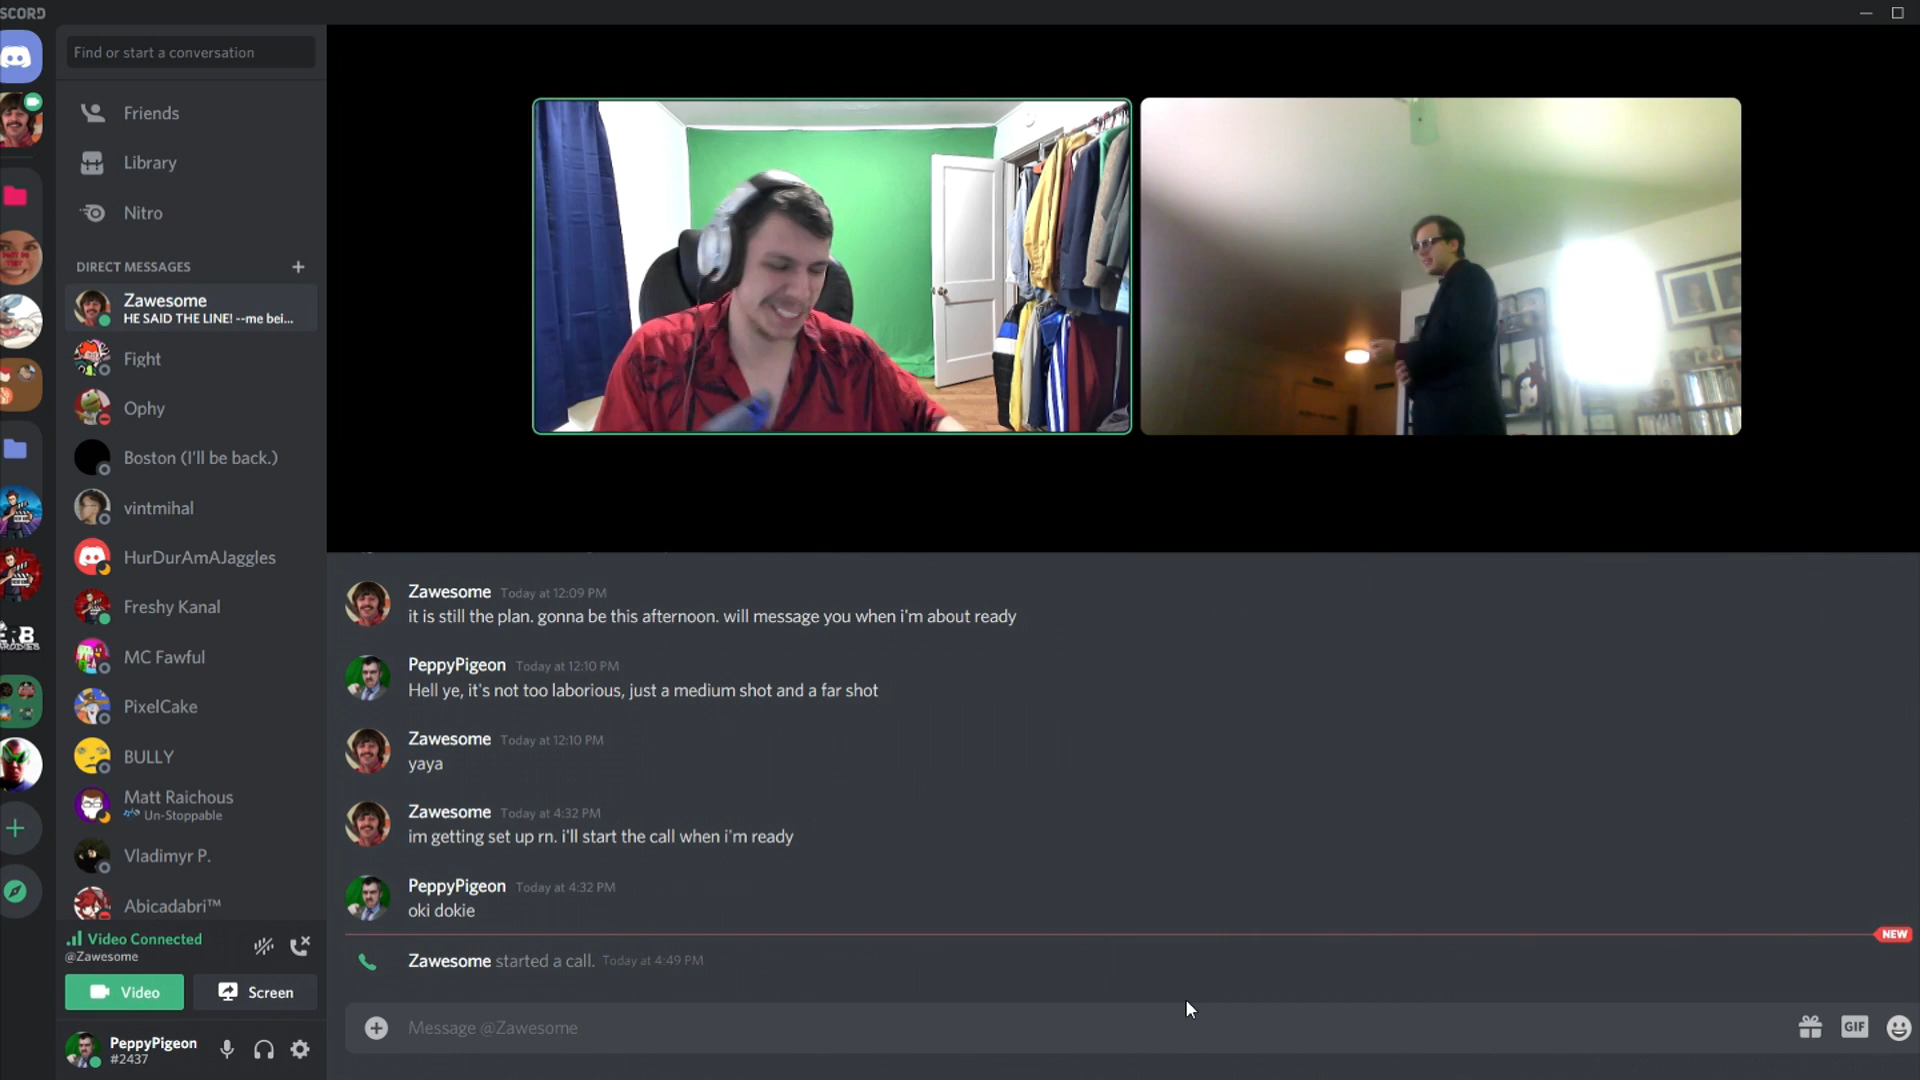 SCORD
Find or start a conversation
Friends
Library
Nitro
DIRECT MESSAGES
Zawesome
HE SAID THE LINE! --me bei...
Fight
Ophy
Boston (I'll be back.)
vintmihal
HurDurAmAJaggles
Freshy Kanal
MC Fawful
PixelCake
BULLY
Matt Raichous
Un-Stoppable
Vladimyr P.
Abicadabri™
Video Connected
@Zawesome
Video
Screen
PeppyPigeon
#2437
Zawesome Today at 12:09 PM
it is still the plan. gonna be this afternoon. will message you when i'm about ready
PeppyPigeon Today at 12:10 PM
Hell ye, it's not too laborious, just a medium shot and a far shot
Zawesome Today at 12:10 PM
yaya
Zawesome Today at 4:32 PM
im getting set up rn. i'll start the call when i'm ready
PeppyPigeon Today at 4:32 PM
oki dokie
NEW
Zawesome started a call. Today at 4:49 PM
Message @Zawesome
GIF